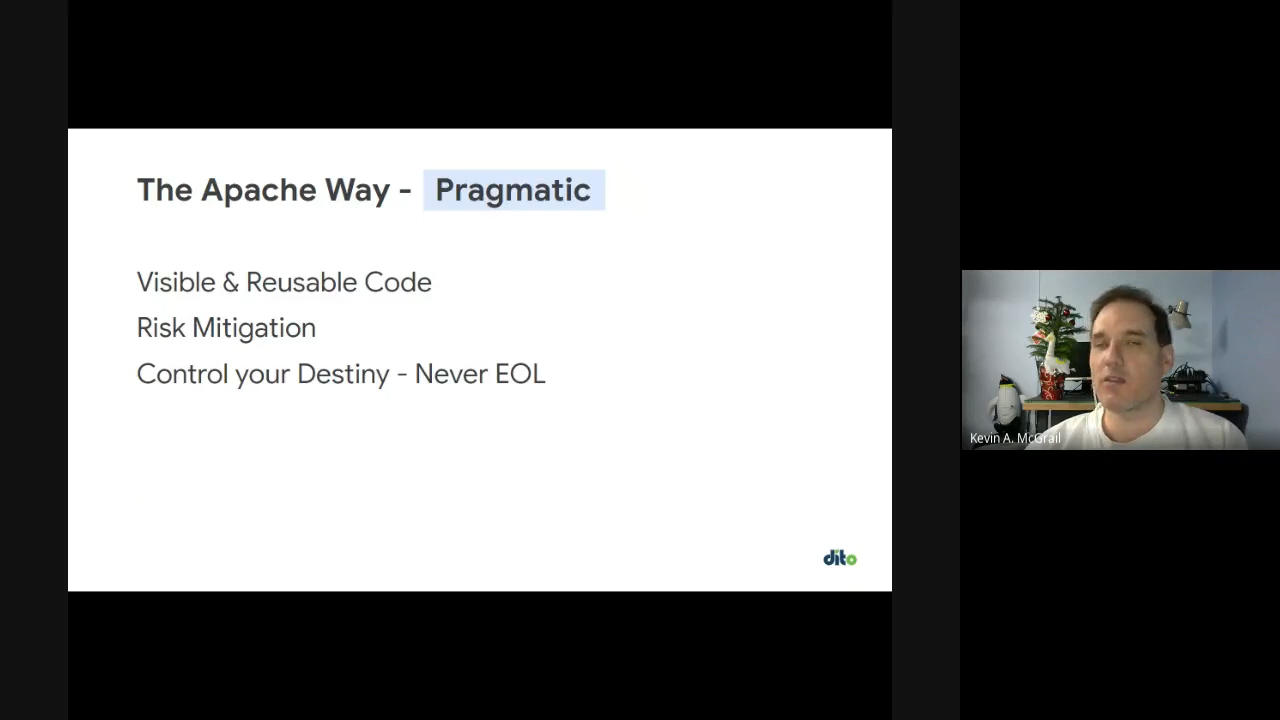 The Apache Way - Pragmatic
Visible & Reusable Code
Risk Mitigation
Control your Destiny - Never EOL
dito
Kevin A. McGrail